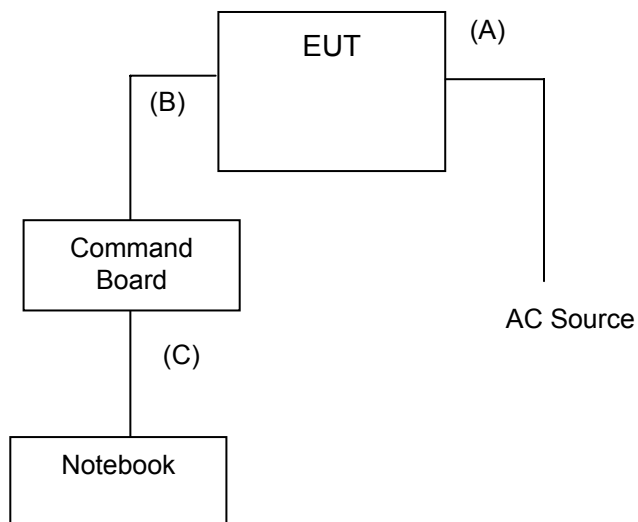 EUT
(A)
(B)
Command
Board
AC Source
(C)
Notebook